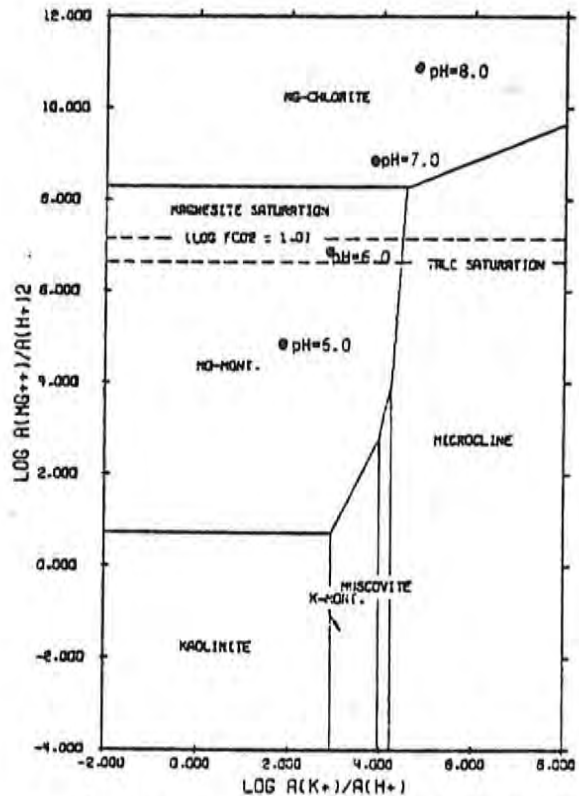 12.000
pH=8.0
10.000
MG-CHLORITE
pH=7.0
8.000
MAGNESITE SATURATION
(LOG FCO2 = 1.0)
pH=6.0
TALC SATURATION
6.000
pH=5.0
MG-MONT.
4.000
MICROCLINE
2.000
0.000
MUSCOVITE
K-MONT.
KAOLINITE
-2.000
-4.000
-2.000 0.000 2.000 4.000 6.000 8.000
LOG A(K+)/A(H+)
LOG A(MG++)/A(H+)2